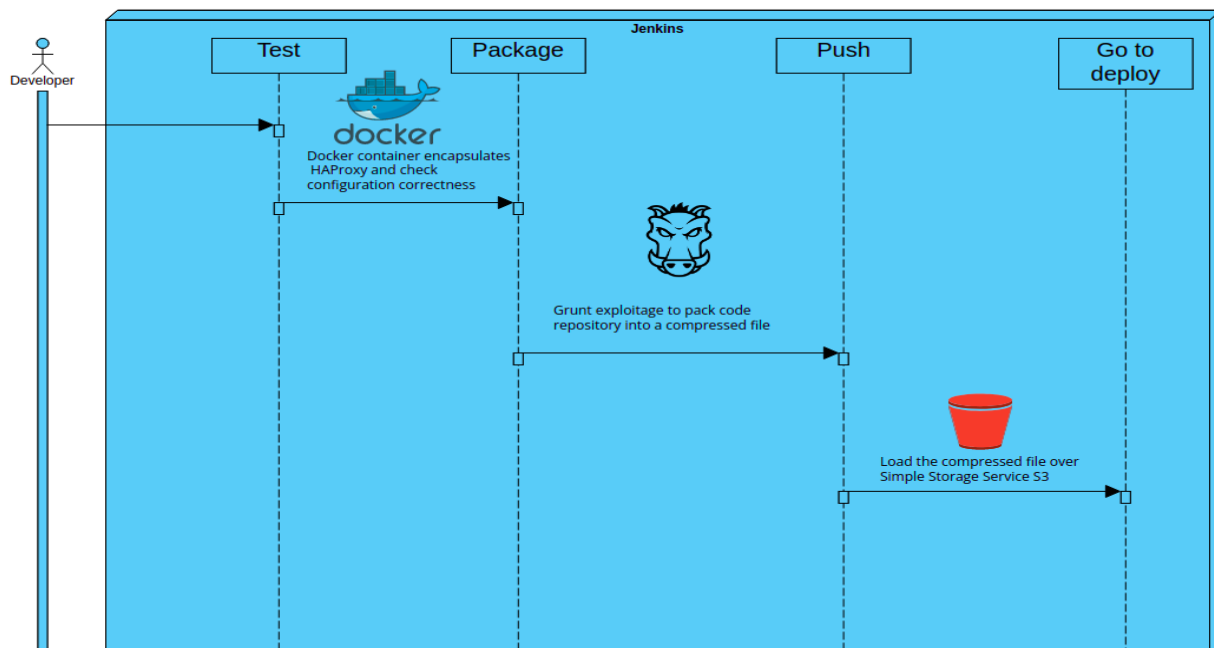 Jenkins
Developer
Test
Package
Push
Go to
deploy
docker
Docker container encapsulates
HAProxy and check
configuration correctness
Grunt exploitage to pack code
repository into a compressed file
Load the compressed file over
Simple Storage Service S3